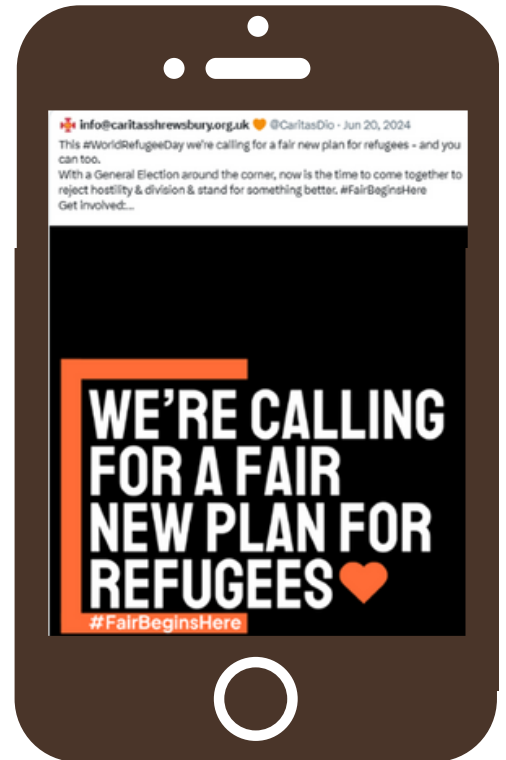 info@caritasshrewsbury.org.uk 🧡 @CaritasDio · Jun 20, 2024
This #WorldRefugeeDay we're calling for a fair new plan for refugees – and you
can too.
With a General Election around the corner, now is the time to come together to
reject hostility & division & stand for something better. #FairBeginsHere
Get involved:...
WE'RE CALLING
FOR A FAIR
NEW PLAN FOR
REFUGEES
#FairBeginsHere